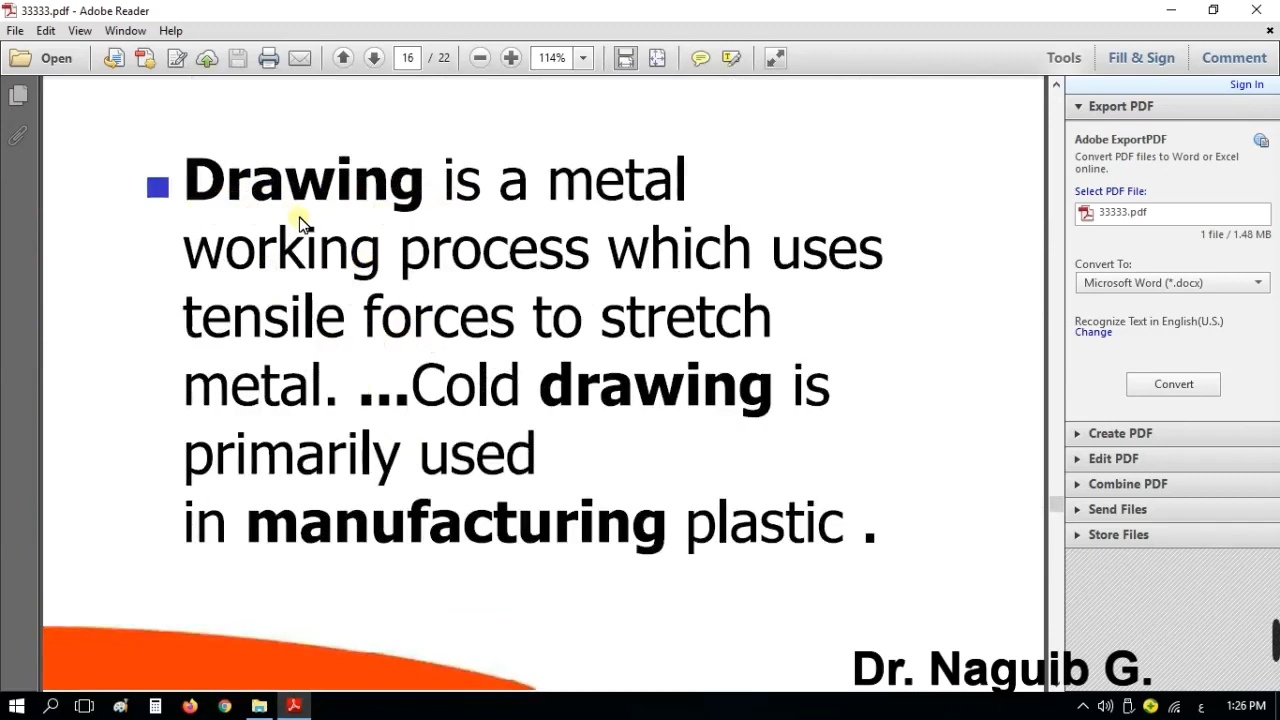 33333.pdf - Adobe Reader
File Edit View Window Help
Open 16 / 22 114% Tools Fill & Sign Comment
Sign In
Export PDF
Adobe ExportPDF
Convert PDF files to Word or Excel
online.
Select PDF File:
33333.pdf
1 file / 1.48 MB
Convert To:
Microsoft Word (*.docx)
Recognize Text in English(U.S.)
Change
Convert
Create PDF
Edit PDF
Combine PDF
Send Files
Store Files
Drawing is a metal
working process which uses
tensile forces to stretch
metal. ...Cold drawing is
primarily used
in manufacturing plastic .
Dr. Naguib G.
ع 1:26 PM